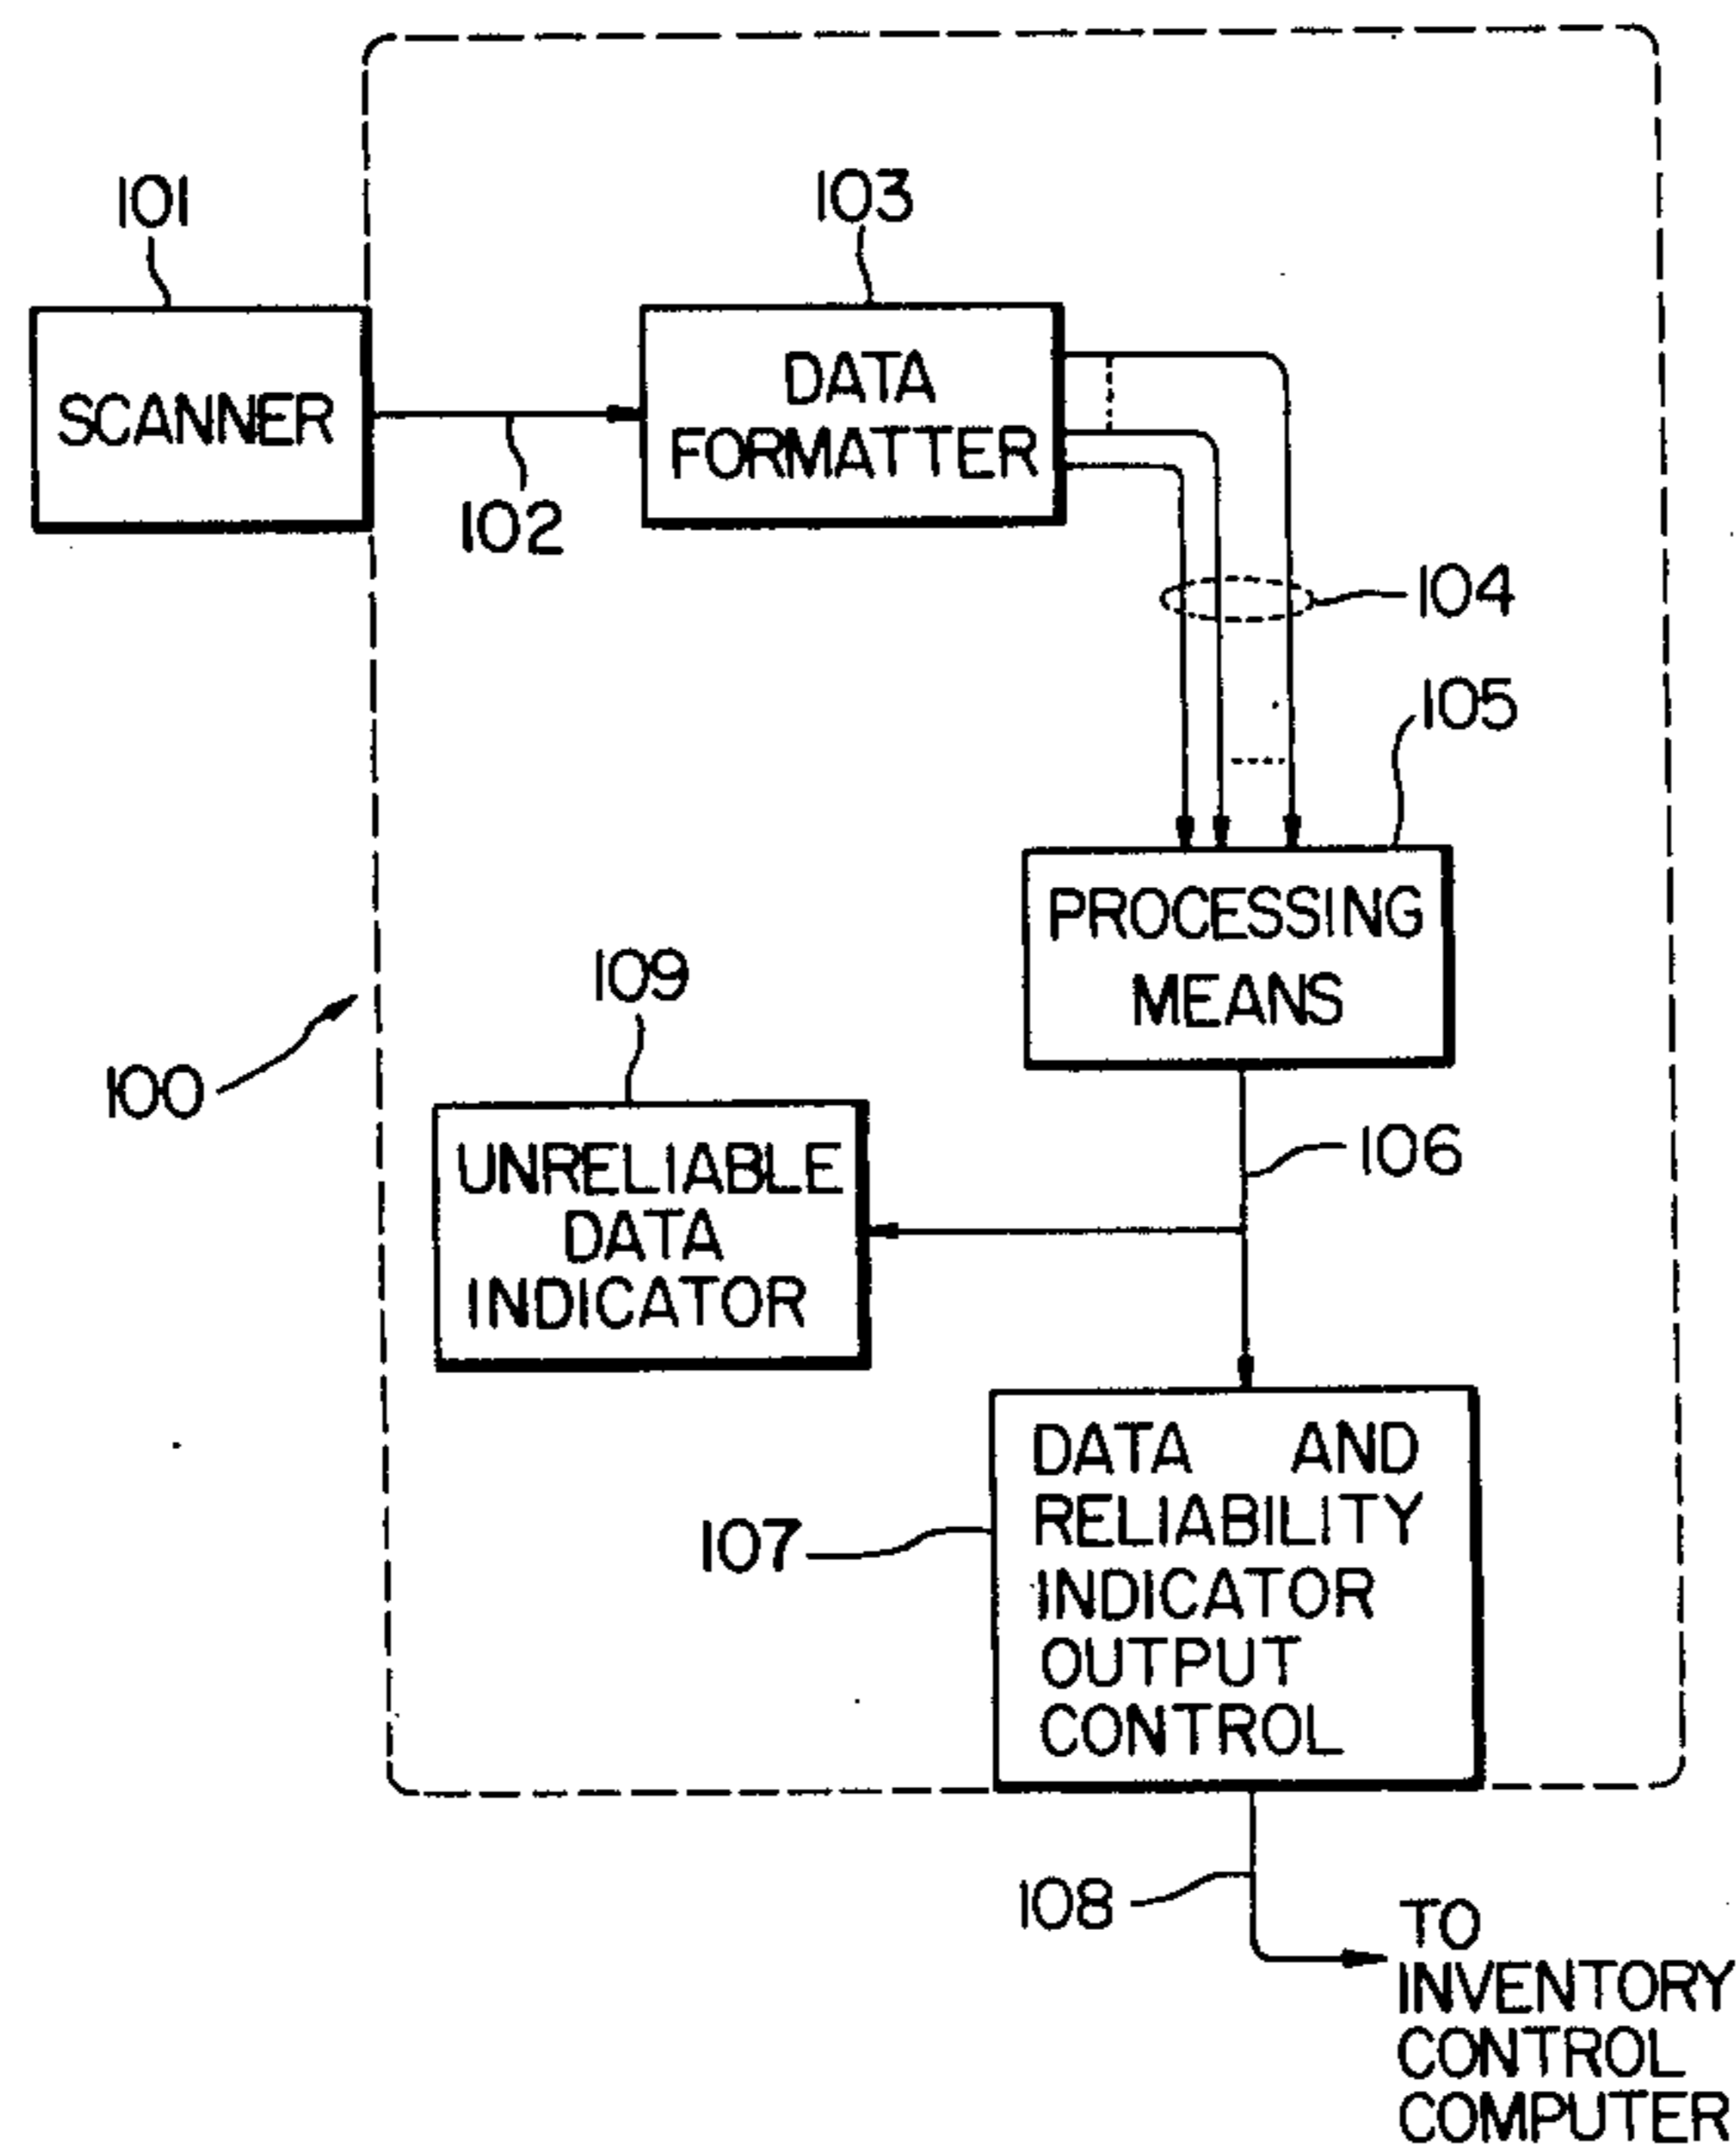 101
103
SCANNER
DATA
FORMATTER
102
104
105
PROCESSING
MEANS
109
100
106
UNRELIABLE
DATA
INDICATOR
DATA AND
RELIABILITY
INDICATOR
OUTPUT
CONTROL
107
108
TO
INVENTORY
CONTROL
COMPUTER